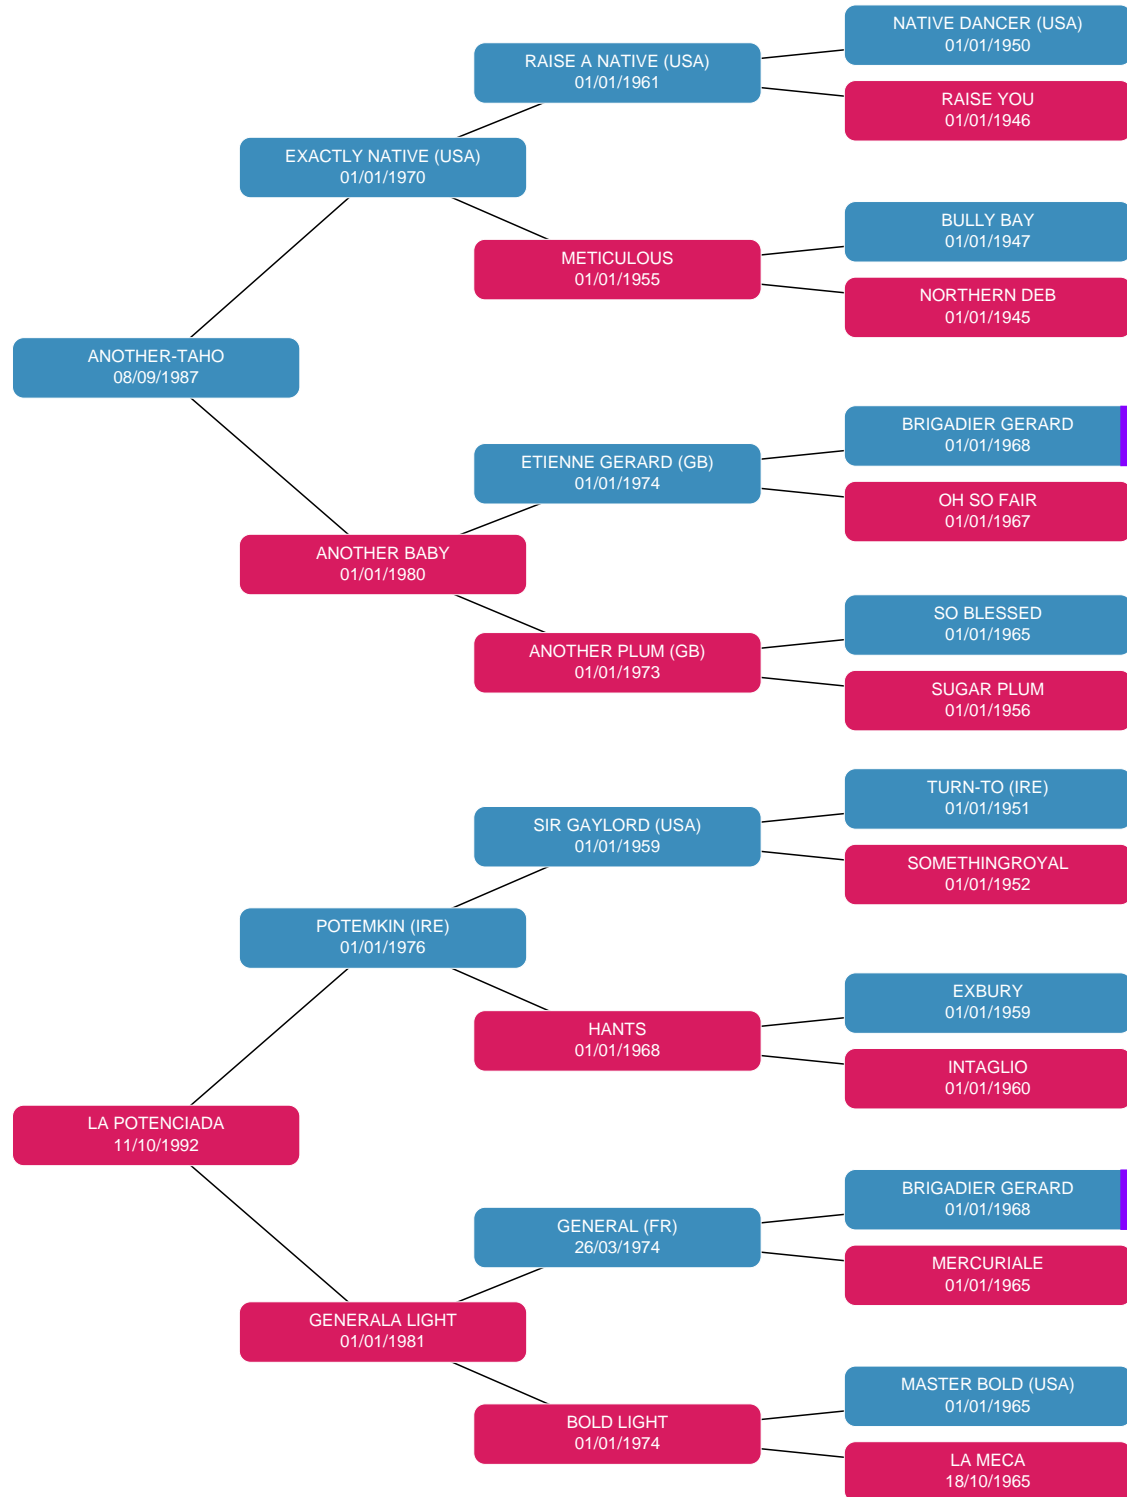 NATIVE DANCER (USA)
01/01/1950
RAISE A NATIVE (USA)
01/01/1961
RAISE YOU
01/01/1946
EXACTLY NATIVE (USA)
01/01/1970
BULLY BAY
01/01/1947
METICULOUS
01/01/1955
NORTHERN DEB
01/01/1945
ANOTHER-TAHO
08/09/1987
BRIGADIER GERARD
01/01/1968
ETIENNE GERARD (GB)
01/01/1974
OH SO FAIR
01/01/1967
ANOTHER BABY
01/01/1980
SO BLESSED
01/01/1965
ANOTHER PLUM (GB)
01/01/1973
SUGAR PLUM
01/01/1956
TURN-TO (IRE)
01/01/1951
SIR GAYLORD (USA)
01/01/1959
SOMETHINGROYAL
01/01/1952
POTEMKIN (IRE)
01/01/1976
EXBURY
01/01/1959
HANTS
01/01/1968
INTAGLIO
01/01/1960
LA POTENCIADA
11/10/1992
BRIGADIER GERARD
01/01/1968
GENERAL (FR)
26/03/1974
MERCURIALE
01/01/1965
GENERALA LIGHT
01/01/1981
MASTER BOLD (USA)
01/01/1965
BOLD LIGHT
01/01/1974
LA MECA
18/10/1965